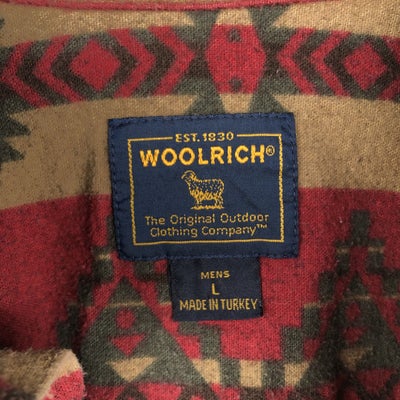 EST. 1830
WOOLRICH®
The Original Outdoor
Clothing Company™
MENS
L
MADE IN TURKEY